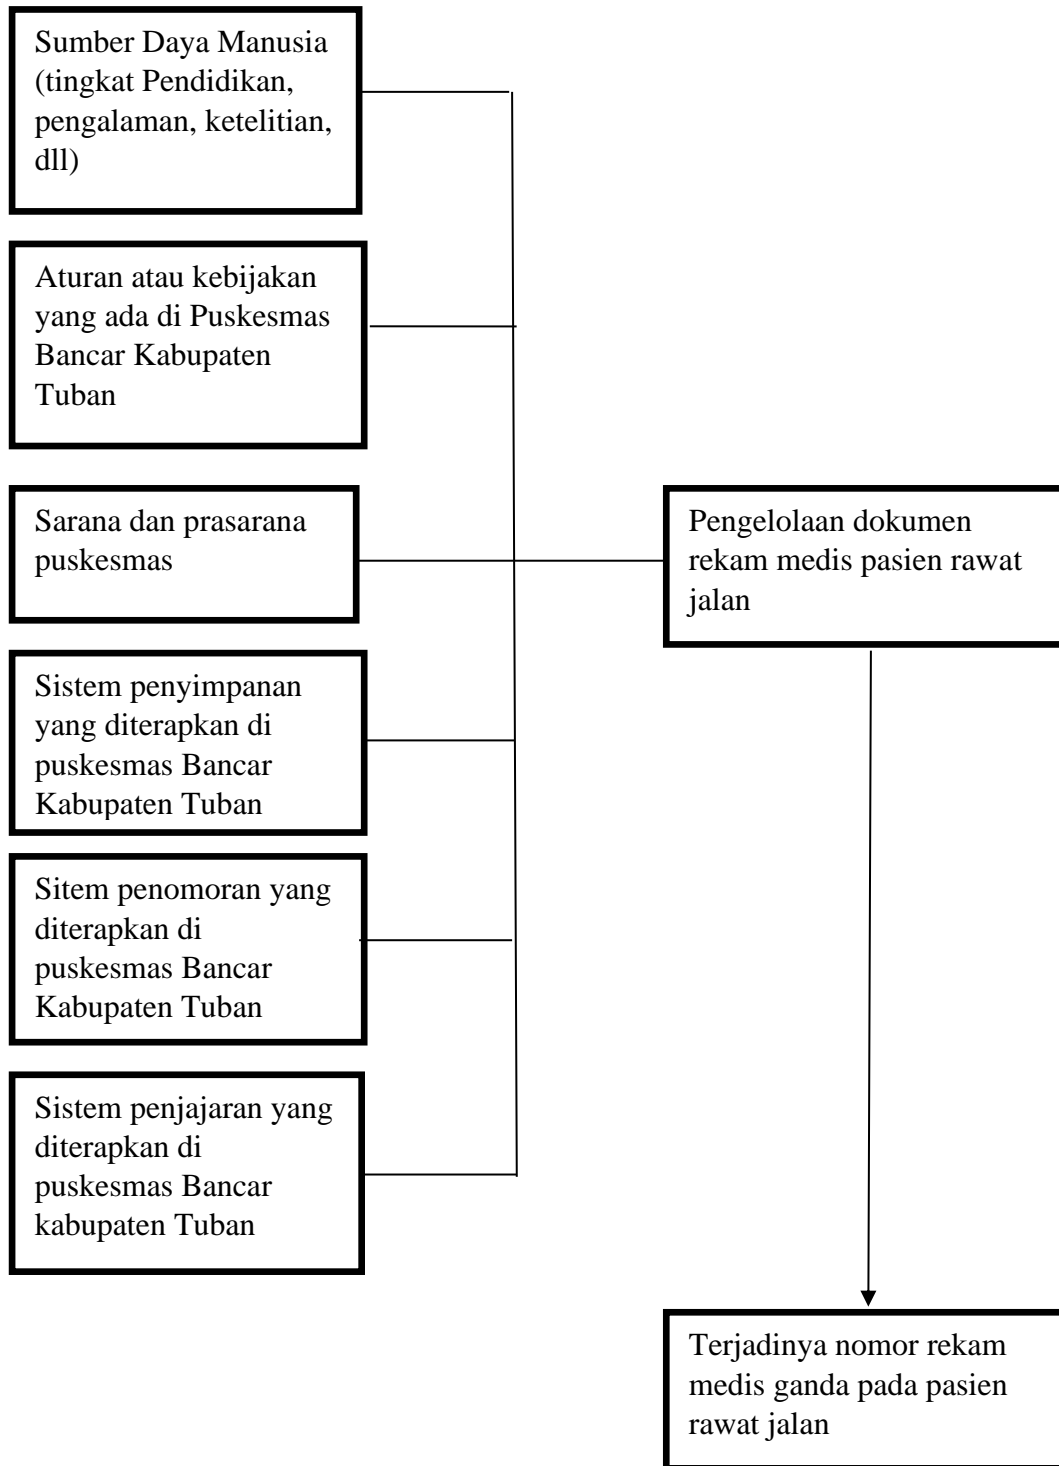 Sumber Daya Manusia
(tingkat Pendidikan,
pengalaman, ketelitian,
dll)
Aturan atau kebijakan
yang ada di Puskesmas
Bancar Kabupaten
Tuban
Sarana dan prasarana
puskesmas
Pengelolaan dokumen
rekam medis pasien rawat
jalan
Sistem penyimpanan
yang diterapkan di
puskesmas Bancar
Kabupaten Tuban
Sitem penomoran yang
diterapkan di
puskesmas Bancar
Kabupaten Tuban
Sistem penjajaran yang
diterapkan di
puskesmas Bancar
kabupaten Tuban
Terjadinya nomor rekam
medis ganda pada pasien
rawat jalan